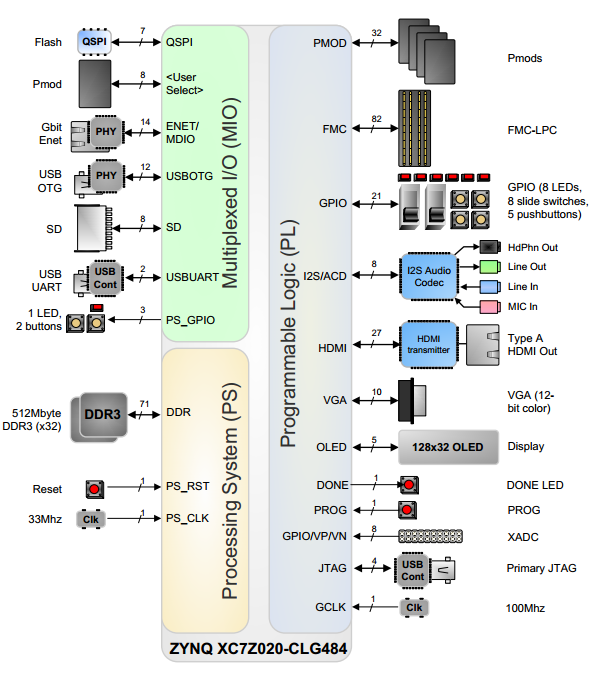 Flash
QSPI
7
QSPI
Pmod
8
<User
Select>
Gbit
Enet
PHY
14
ENET/
MDIO
USB
OTG
PHY
12
USBOTG
SD
8
SD
USB
UART
USB
Cont
2
USBUART
1 LED,
2 buttons
3
PS_GPIO
Multiplexed I/O (MIO)
512Mbyte
DDR3 (x32)
DDR3
71
DDR
Reset
1
PS_RST
33Mhz
Clk
1
PS_CLK
Processing System (PS)
Programmable Logic (PL)
PMOD
32
Pmods
FMC
82
FMC-LPC
GPIO
21
GPIO (8 LEDs,
8 slide switches,
5 pushbuttons)
I2S/ACD
8
I2S Audio
Codec
HdPhn Out
Line Out
Line In
MIC In
HDMI
27
HDMI
transmitter
Type A
HDMI Out
VGA
10
VGA (12-
bit color)
OLED
5
128x32 OLED
Display
DONE
1
DONE LED
PROG
1
PROG
GPIO/VP/VN
8
XADC
JTAG
4
USB
Cont
Primary JTAG
GCLK
1
Clk
100Mhz
ZYNQ XC7Z020-CLG484